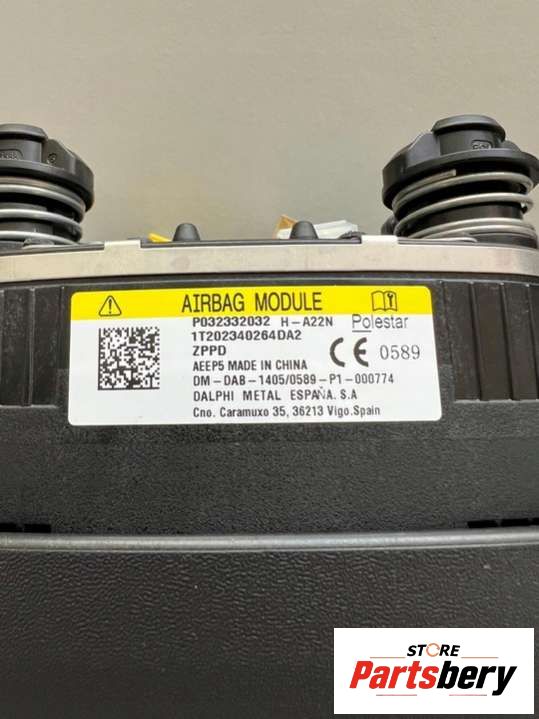 AIRBAG MODULE
P032332032 H-A22N Polestar
1T202340264DA2
ZPPD
CE 0589
AEEP5 MADE IN CHINA
DM-DAB-1405/0589-P1-000774
DALPHI METAL ESPAÑA. S.A
Cno. Caramuxo 35, 36213 Vigo.Spain
STORE
Partsbery